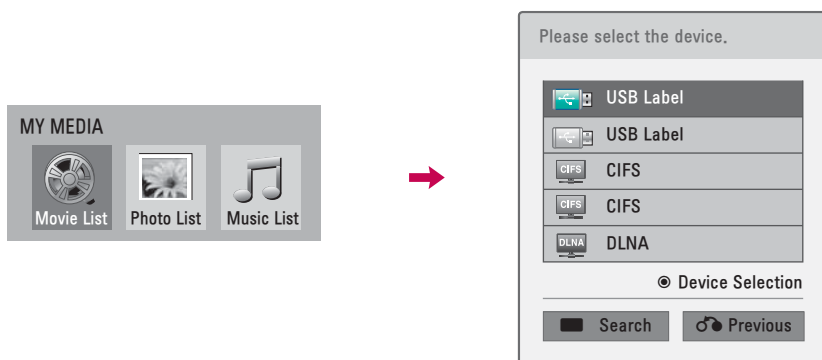 MY MEDIA
Movie List
Photo List
Music List
Please select the device.
USB Label
USB Label
CIFS CIFS
CIFS CIFS
DLNA DLNA
Device Selection
Search
Previous